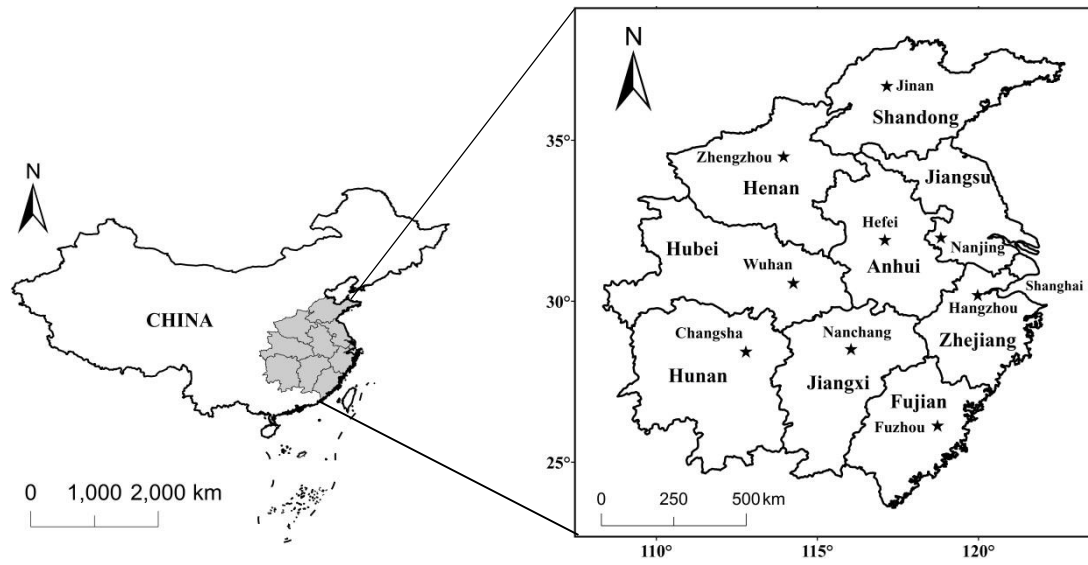 N
CHINA
0 1,000 2,000 km
N
Jinan
Shandong
35°
Zhengzhou
Henan
Jiangsu
Hefei
Anhui
Nanjing
Hubei
Wuhan
Shanghai
30°
Hangzhou
Zhejiang
Changsha
Hunan
Nanchang
Jiangxi
Fujian
Fuzhou
25°
0 250 500 km
110° 115° 120°